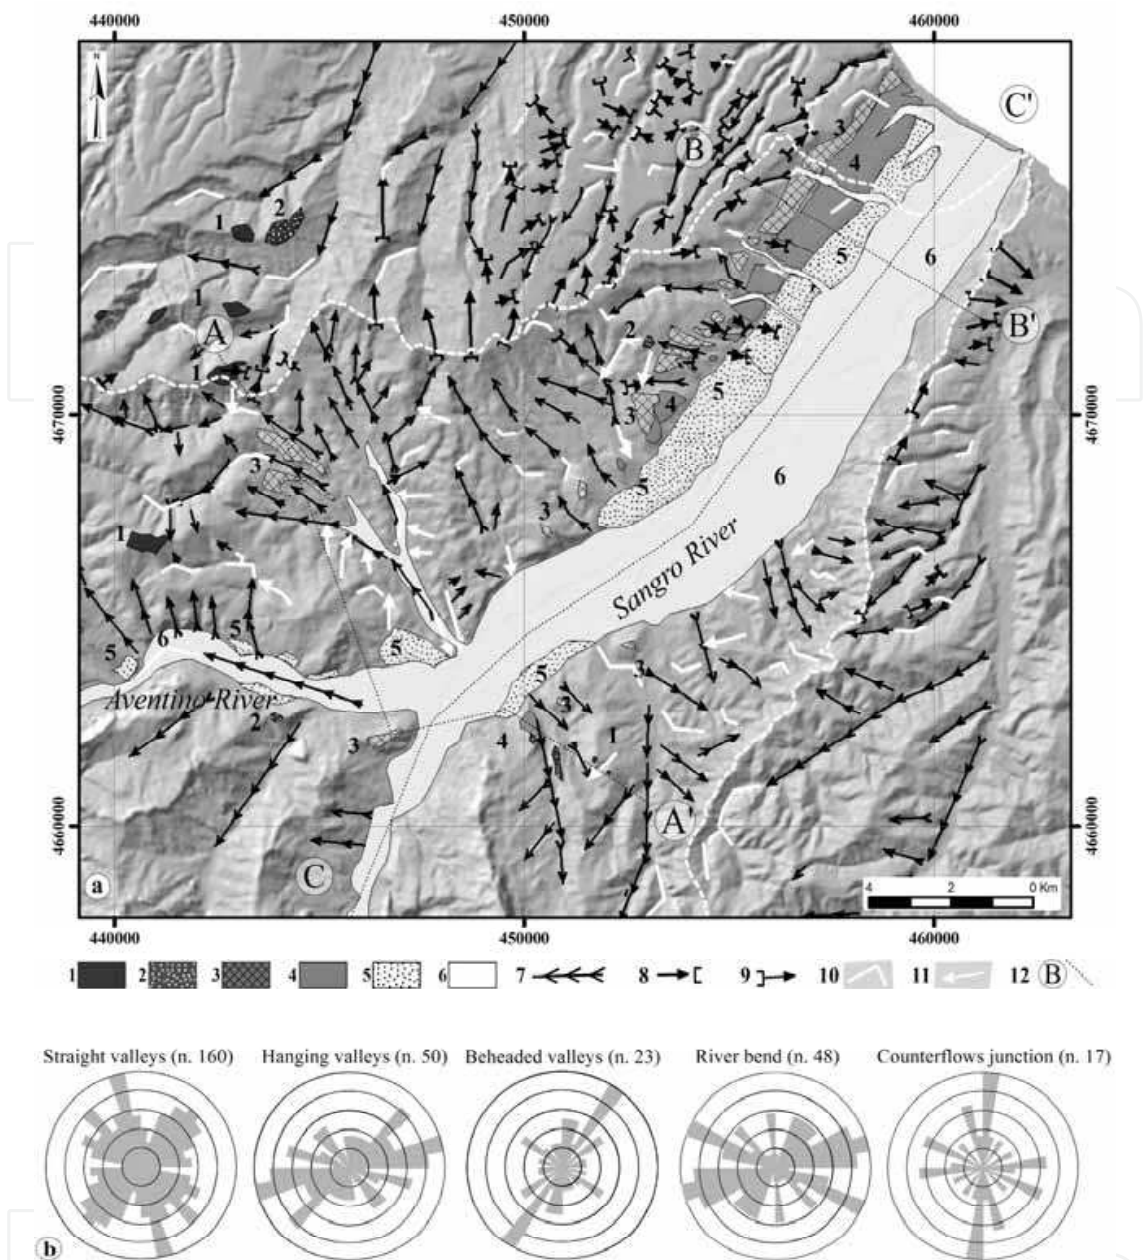 440000 450000 460000
N
C'
3
B
4
2
1
5
6
1
B'
A
2
1
4670000 3 4 5 4670000
3
6
5
3
1
Sangro River
5 6 5 5
5
3
Aventino River
2
3
3
4
1
A'
4660000 4660000
C
a
4 2 0 Km
440000 450000 460000
1 2 3 4 5 6 7 8 9 10 11 12 B
Straight valleys (n. 160) Hanging valleys (n. 50) Beheaded valleys (n. 23) River bend (n. 48) Counterflows junction (n. 17)
b